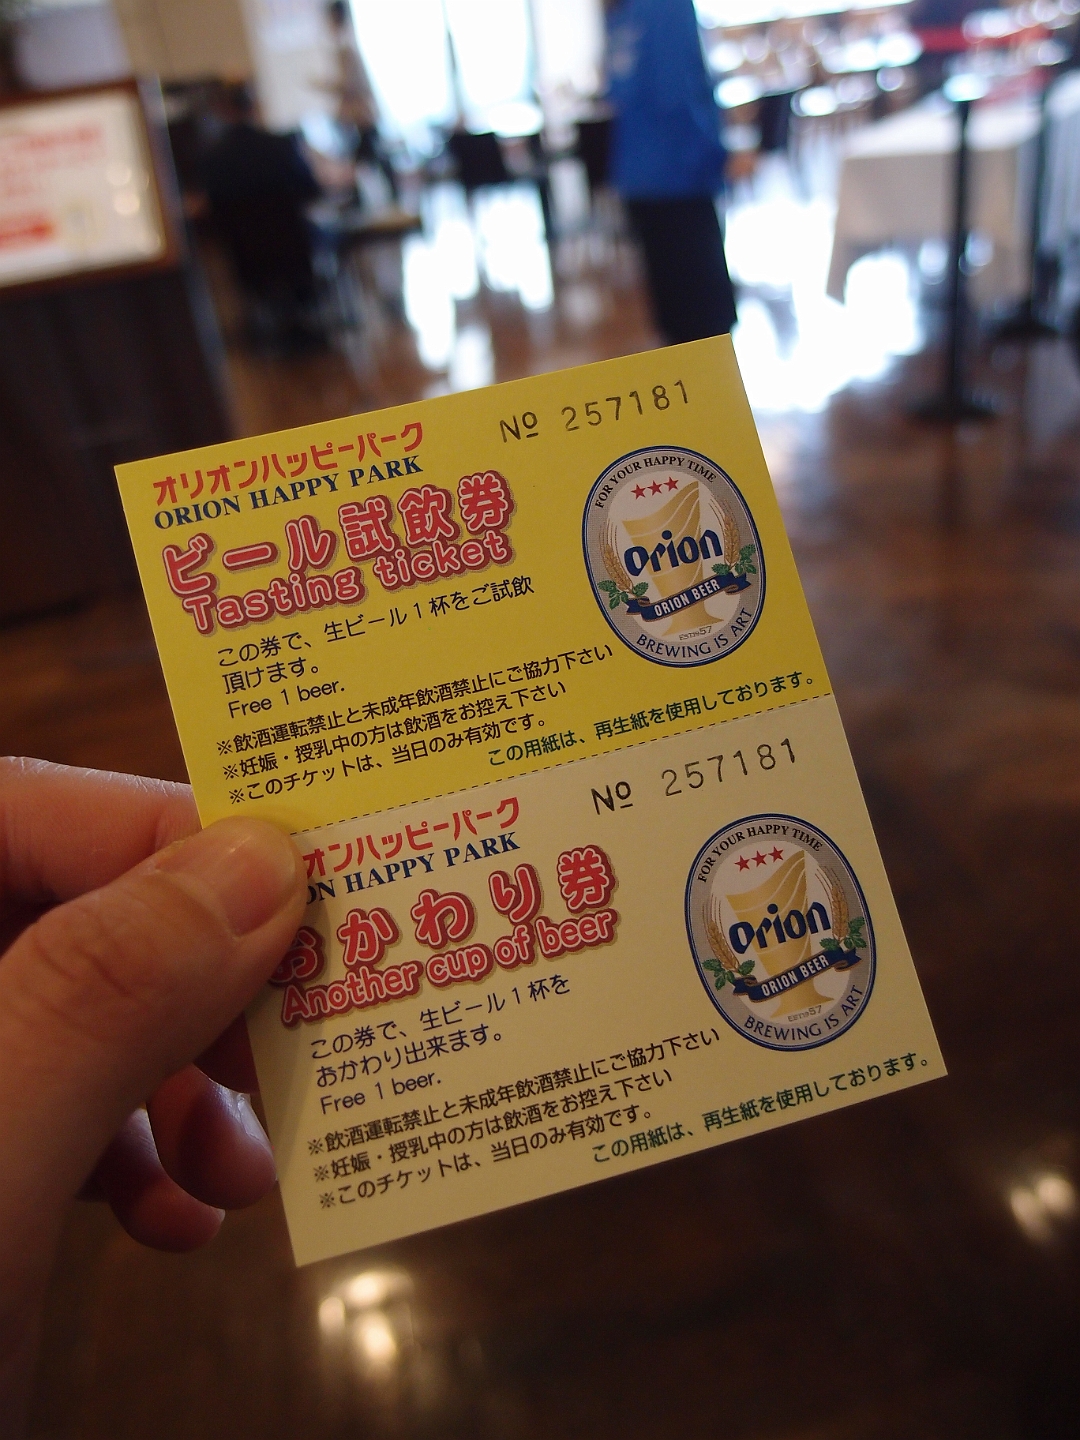 オリオンハッピーパーク
ORION HAPPY PARK
№ 257181
ビール試飲券
Tasting ticket
この券で、生ビール1杯をご試飲
頂けます。
Free 1 beer.
※飲酒運転禁止と未成年飲酒禁止にご協力下さい
※妊娠・授乳中の方は飲酒をお控え下さい
※このチケットは、当日のみ有効です。
この用紙は、再生紙を使用しております。
FOR YOUR HAPPY TIME
Orion
ORION BEER
ESTD1957
BREWING IS ART
オンハッピーパーク
ON HAPPY PARK
№ 257181
おかわり券
Another cup of beer
この券で、生ビール1杯を
おかわり出来ます。
Free 1 beer.
※飲酒運転禁止と未成年飲酒禁止にご協力下さい
※妊娠・授乳中の方は飲酒をお控え下さい
※このチケットは、当日のみ有効です。
この用紙は、再生紙を使用しております。
FOR YOUR HAPPY TIME
Orion
ORION BEER
ESTD1957
BREWING IS ART